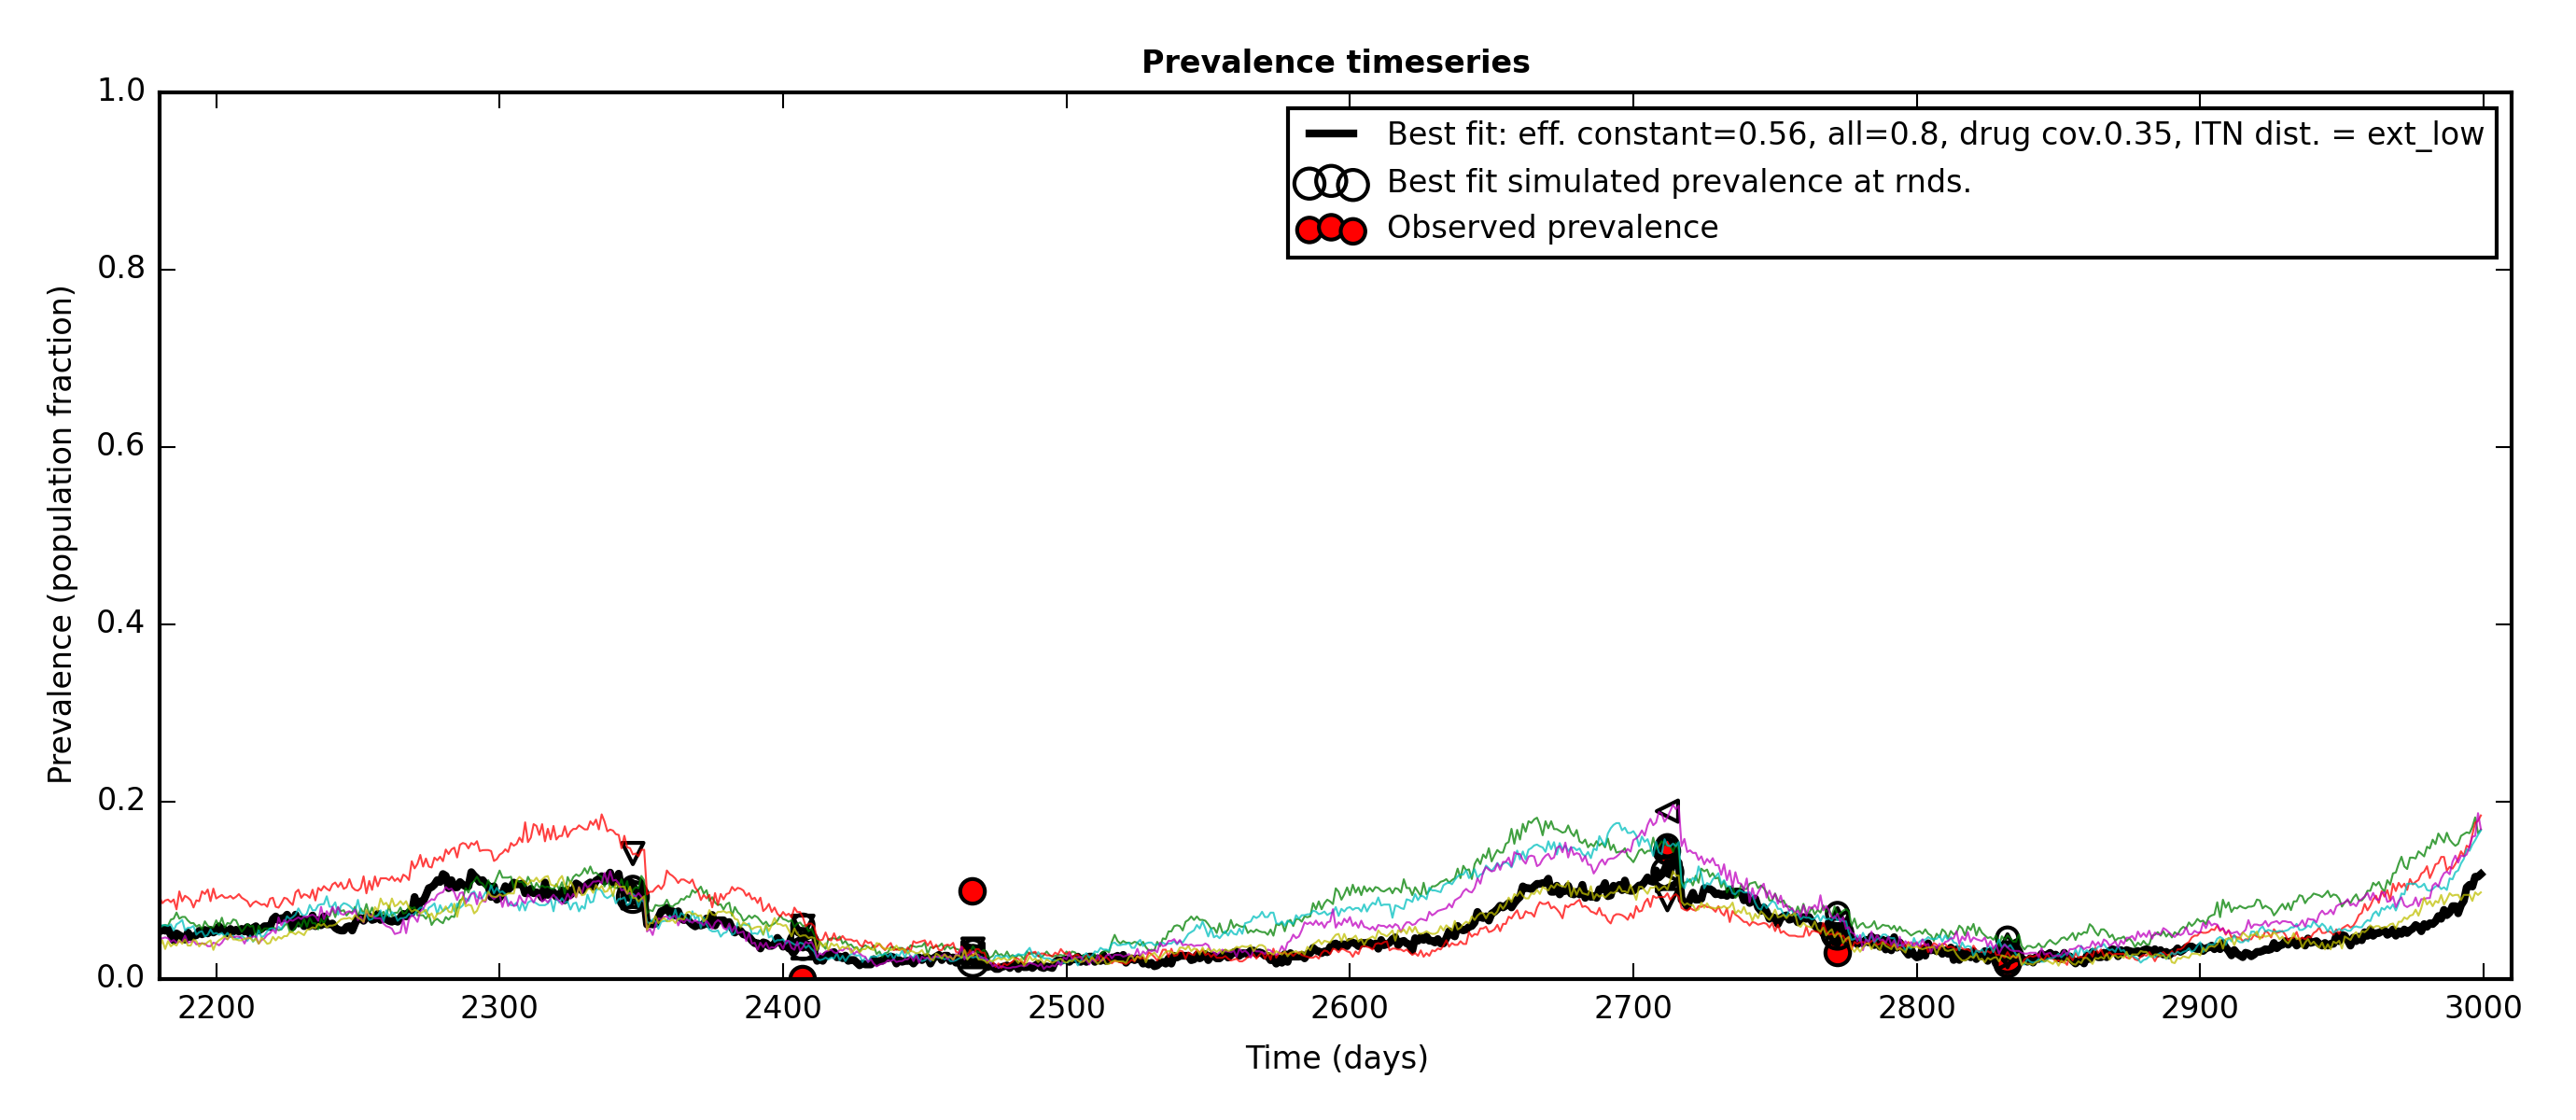 Prevalence timeseries
Best fit: eff. constant=0.56, all=0.8, drug cov.0.35, ITN dist. = ext_low
Best fit simulated prevalence at rnds.
Observed prevalence
Prevalence (population fraction)
1.0
0.8
0.6
0.4
0.2
0.0
2200 2300 2400 2500 2600 2700 2800 2900 3000
Time (days)